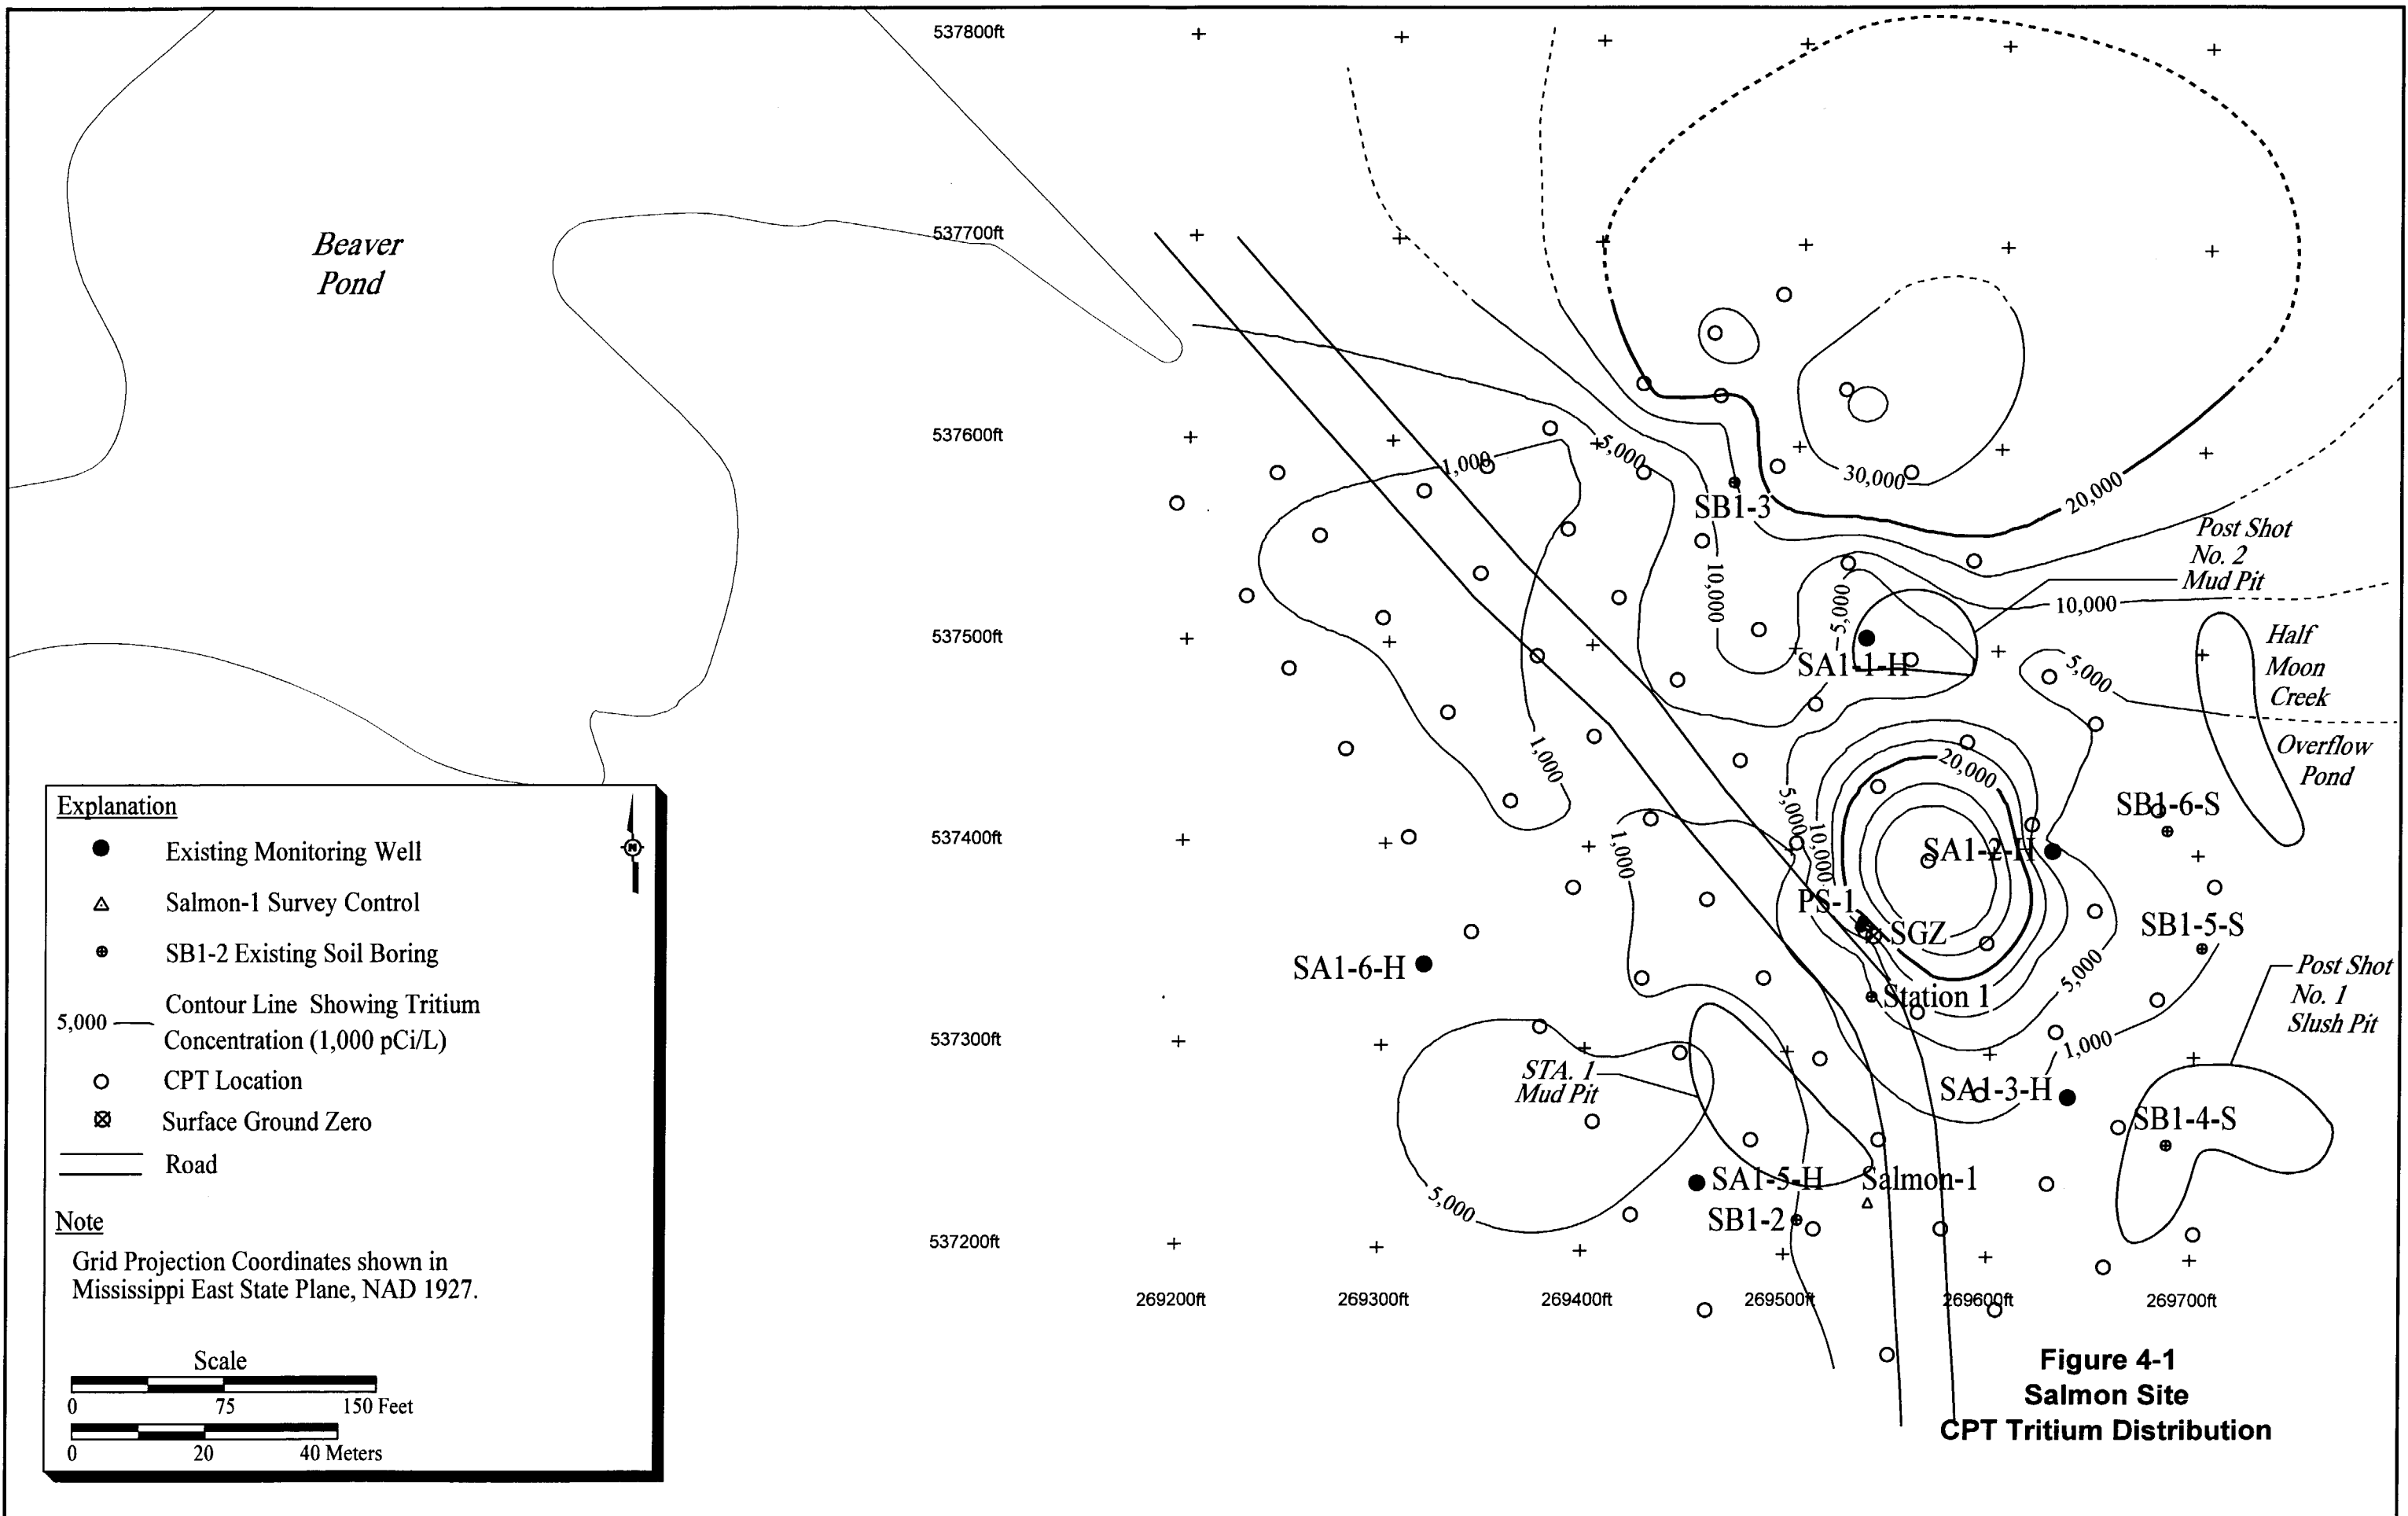 537800ft
Beaver
Pond
537700ft
537600ft
1,000
5,000
30,000
20,000
SB1-3
Post Shot
No. 2
Mud Pit
10,000
5,000
10,000
537500ft
SA1-1-H
Half
Moon
Creek
5,000
Overflow
Pond
1,000
20,000
5,000
10,000
SB1-6-S
537400ft
1,000
SA1-2-H
PS-1
SGZ
SB1-5-S
SA1-6-H
5,000
Station 1
Post Shot
No. 1
Slush Pit
537300ft
1,000
STA. 1
Mud Pit
SA1-3-H
SB1-4-S
5,000
SA1-5-H
Salmon-1
SB1-2
537200ft
269200ft
269300ft
269400ft
269500ft
269600ft
269700ft
Explanation
N
Existing Monitoring Well
Salmon-1 Survey Control
SB1-2 Existing Soil Boring
5,000
Contour Line Showing Tritium
Concentration (1,000 pCi/L)
CPT Location
Surface Ground Zero
Road
Note
Grid Projection Coordinates shown in
Mississippi East State Plane, NAD 1927.
Scale
0 75 150 Feet
0 20 40 Meters
Figure 4-1
Salmon Site
CPT Tritium Distribution